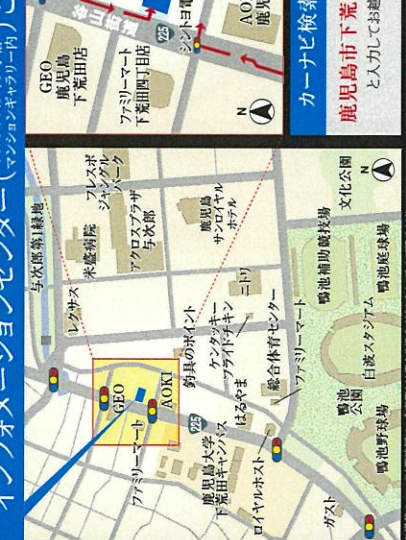 インフォメーションセンター(マンションギャラリー内)
GEO
鹿児島
下荒田店
ファミリーマート
下荒田四丁目店
225
N
カーナビ検索
鹿児島市下荒
と入力してお越
与次郎第1緑地
レクサス
米盛病院
フレスポ
ジャングル
パーク
アクロスプラザ
与次郎
鹿児島
サンロイヤル
ホテル
GEO
AOKI
ファミリーマート
釣具のポイント
ケンタッキー
フライドチキン
ニトリ
はるやま
225
鹿児島大学
下荒田キャンパス
ロイヤルホスト
総合体育センター
ファミリーマート
ガスト
鴨池
公園
白波スタジアム
鴨池補助競技場
鴨池庭球場
鴨池野球場
文化公園
N